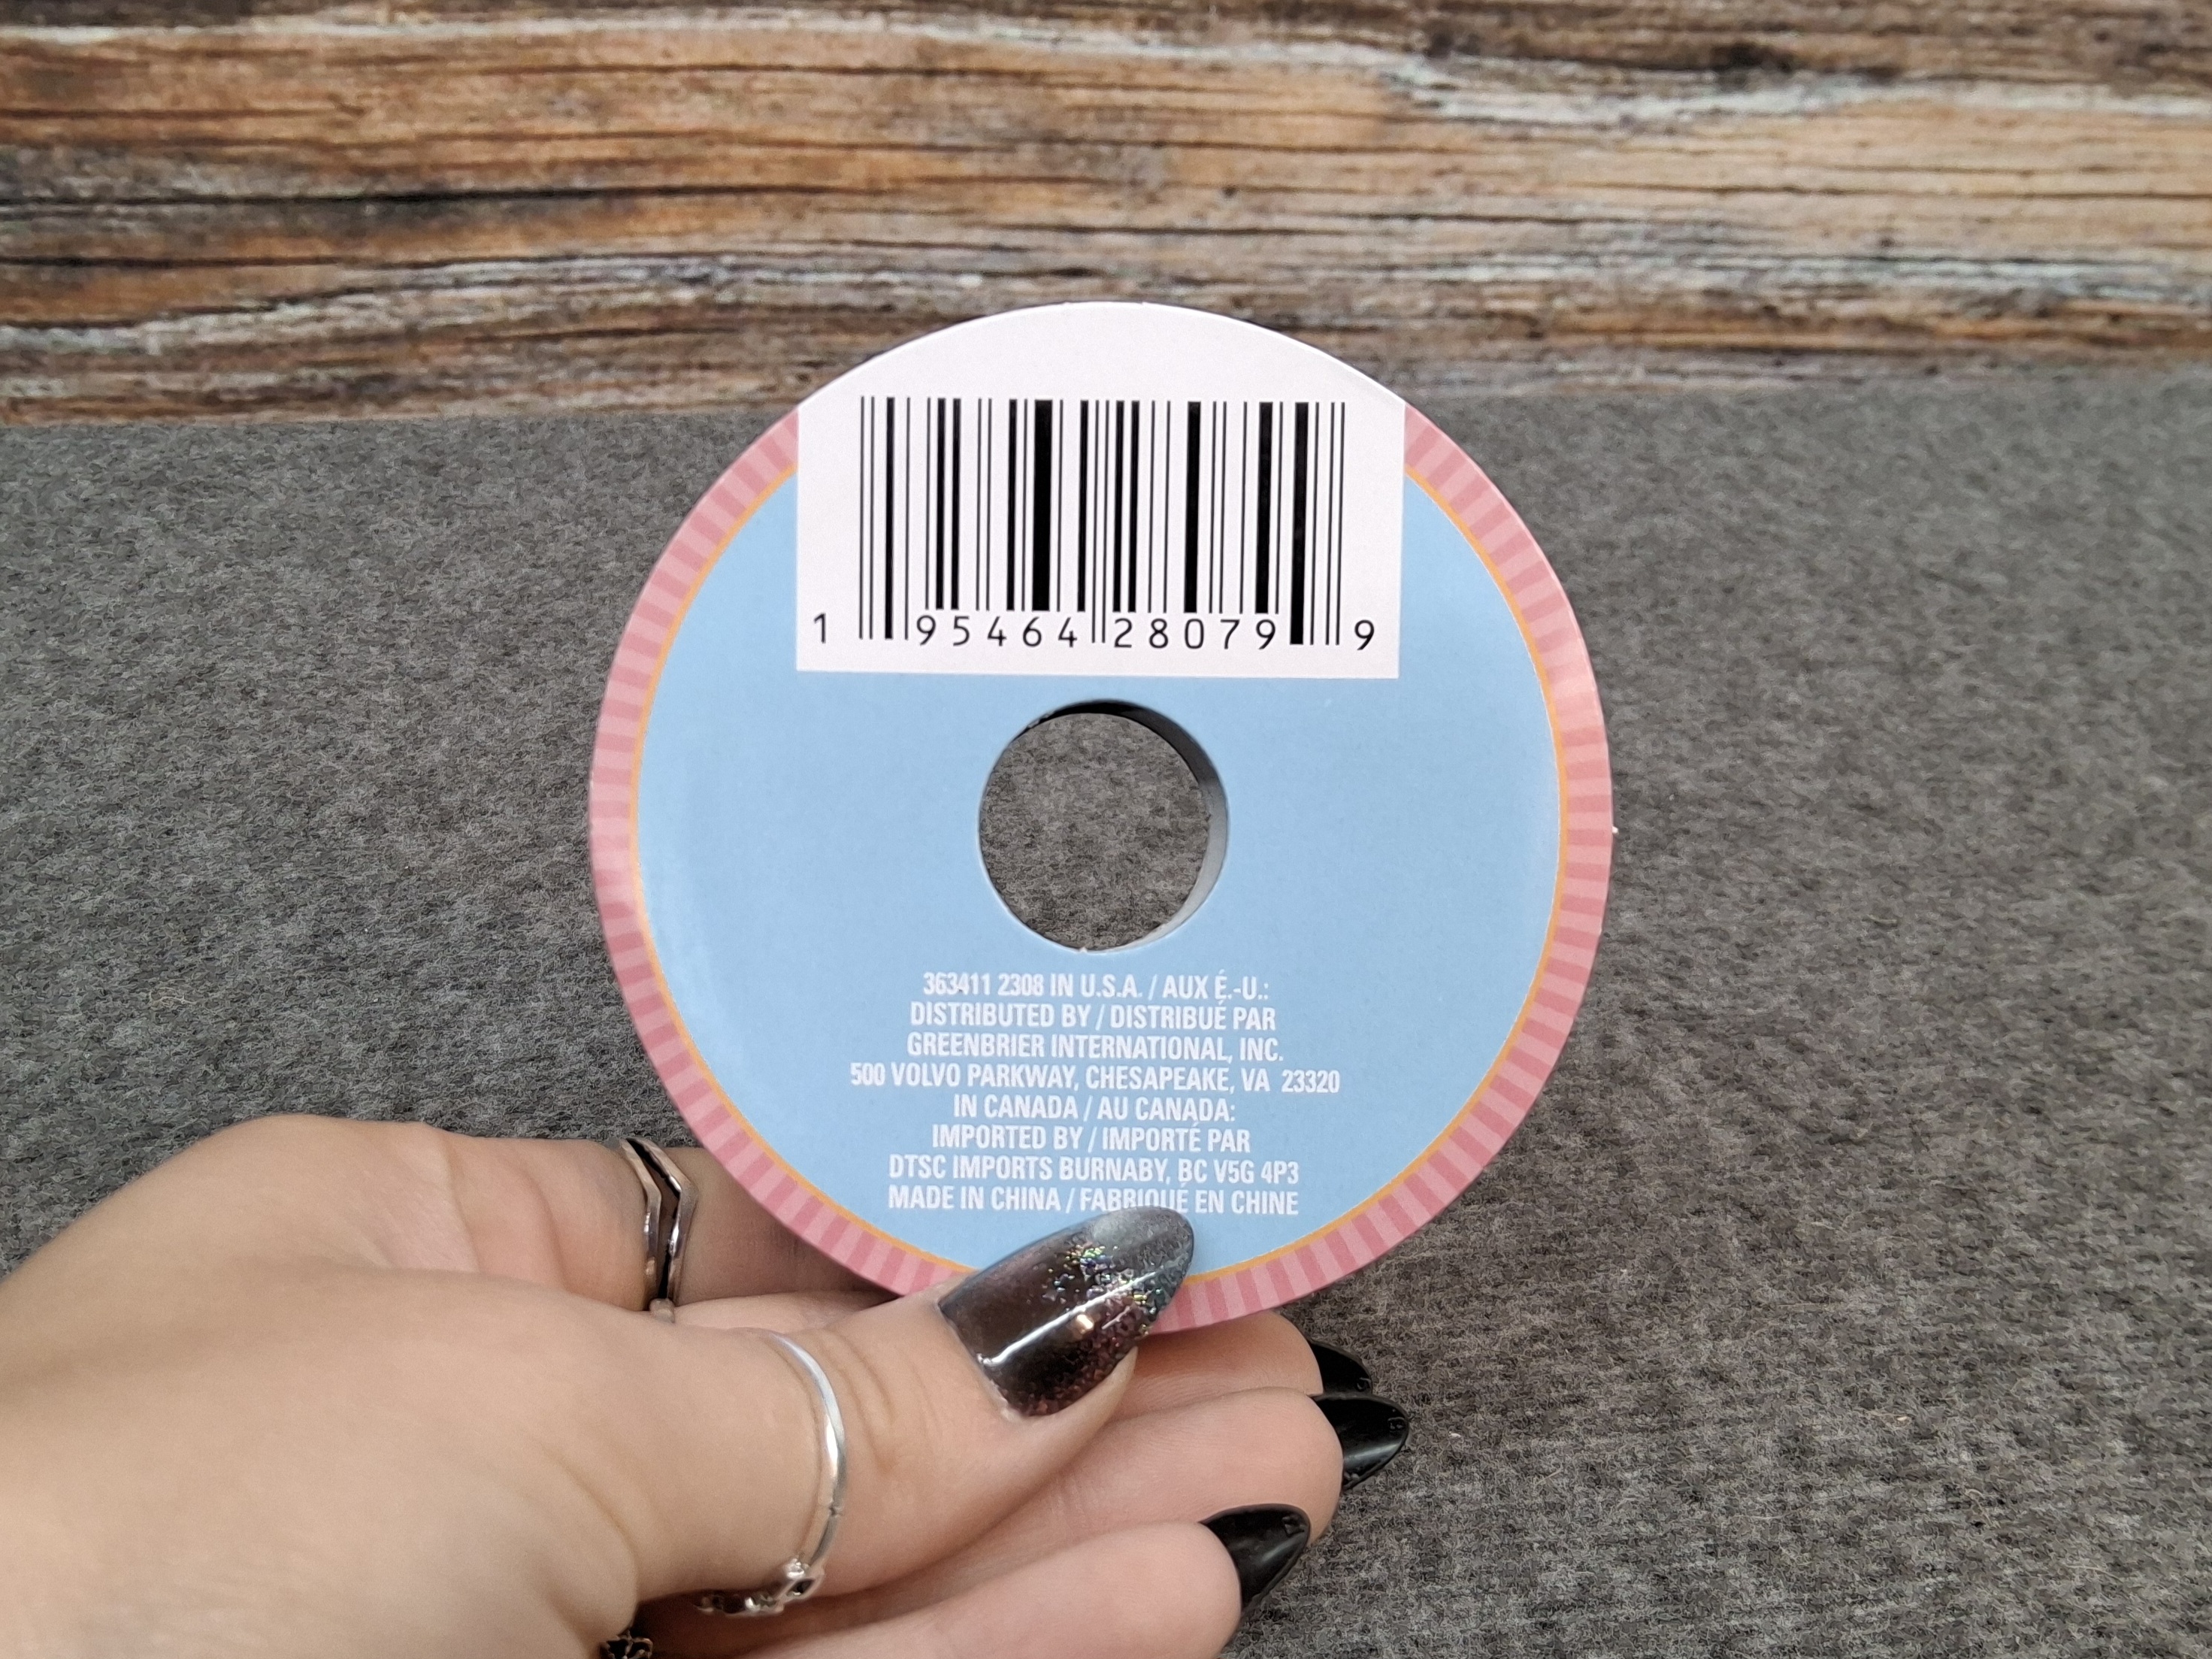 1 95464 28079 9
363411 2308 IN U.S.A. / AUX É.-U.:
DISTRIBUTED BY / DISTRIBUÉ PAR
GREENBRIER INTERNATIONAL, INC.
500 VOLVO PARKWAY, CHESAPEAKE, VA 23320
IN CANADA / AU CANADA:
IMPORTED BY / IMPORTÉ PAR
DTSC IMPORTS BURNABY, BC V5G 4P3
MADE IN CHINA / FABRIQUÉ EN CHINE